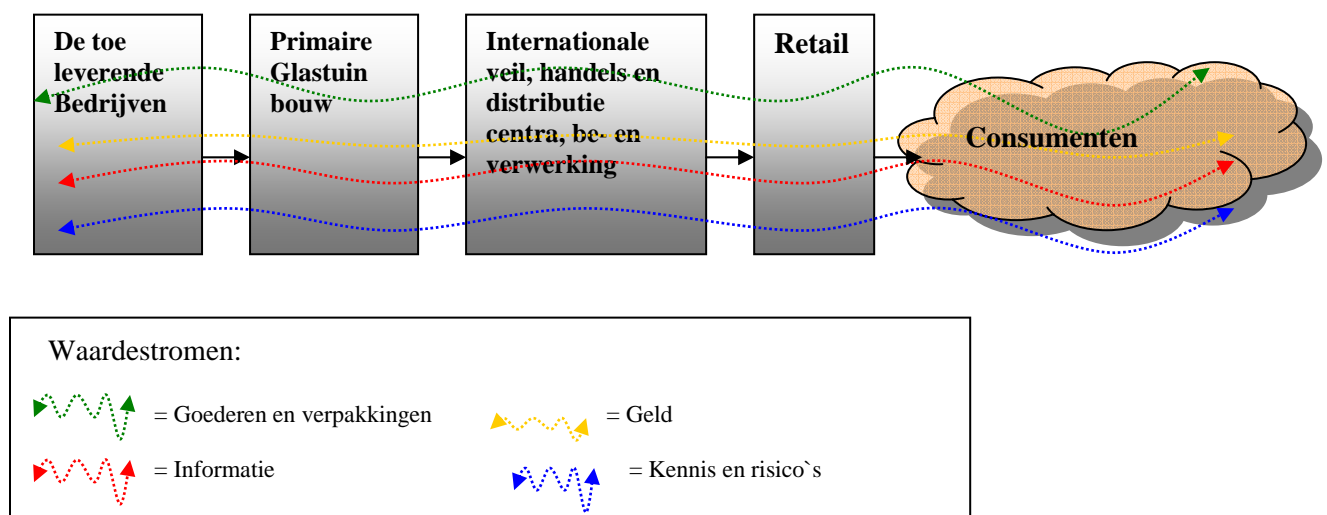 De toe
leverende
Bedrijven
Primaire
Glastuin
bouw
Internationale
veil, handels en
distributie
centra, be- en
verwerking
Retail
Consumenten
Waardestromen:
= Goederen en verpakkingen
= Geld
= Informatie
= Kennis en risico`s